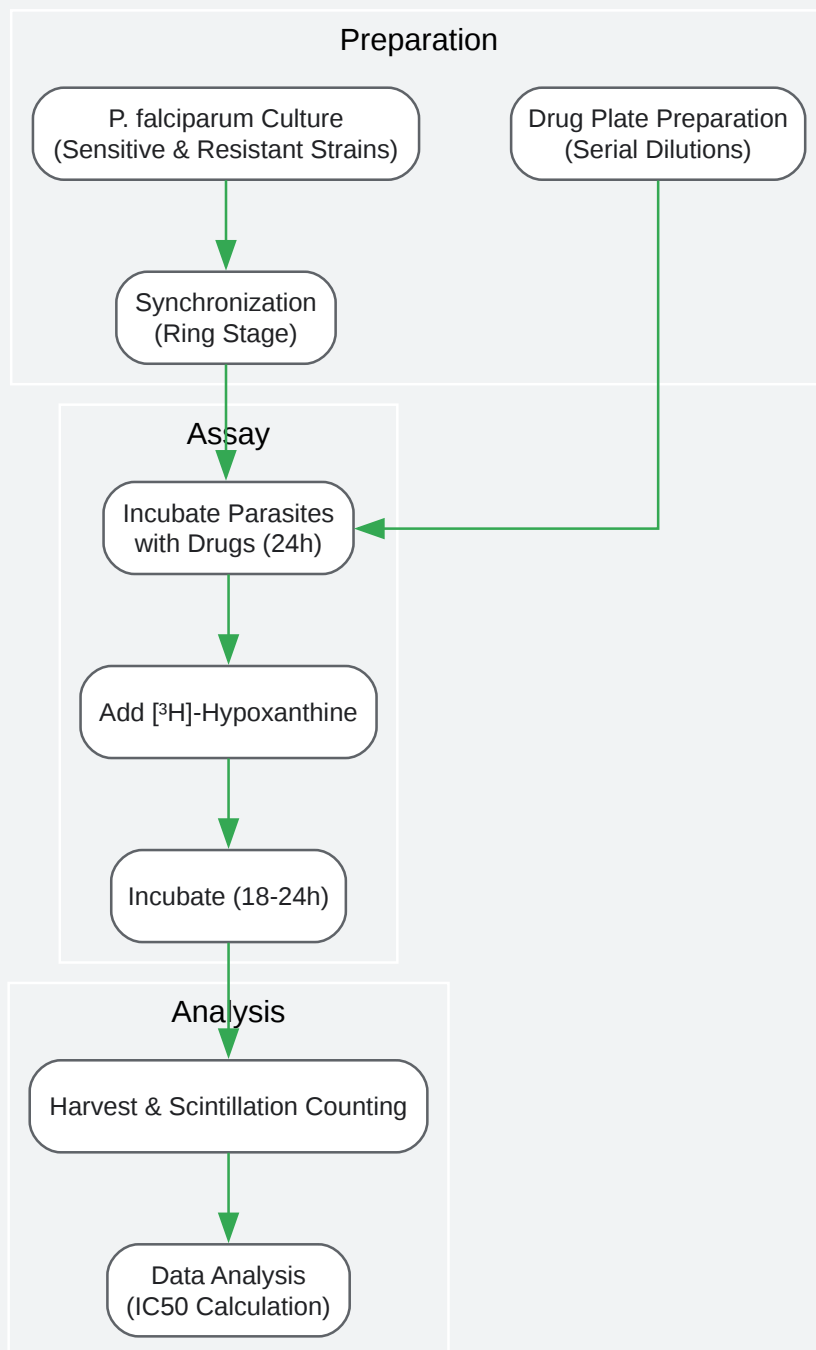 Preparation
P. falciparum Culture
(Sensitive & Resistant Strains)
Drug Plate Preparation
(Serial Dilutions)
Synchronization
(Ring Stage)
Assay
Incubate Parasites
with Drugs (24h)
Add [³H]-Hypoxanthine
Incubate (18-24h)
Analysis
Harvest & Scintillation Counting
Data Analysis
(IC50 Calculation)